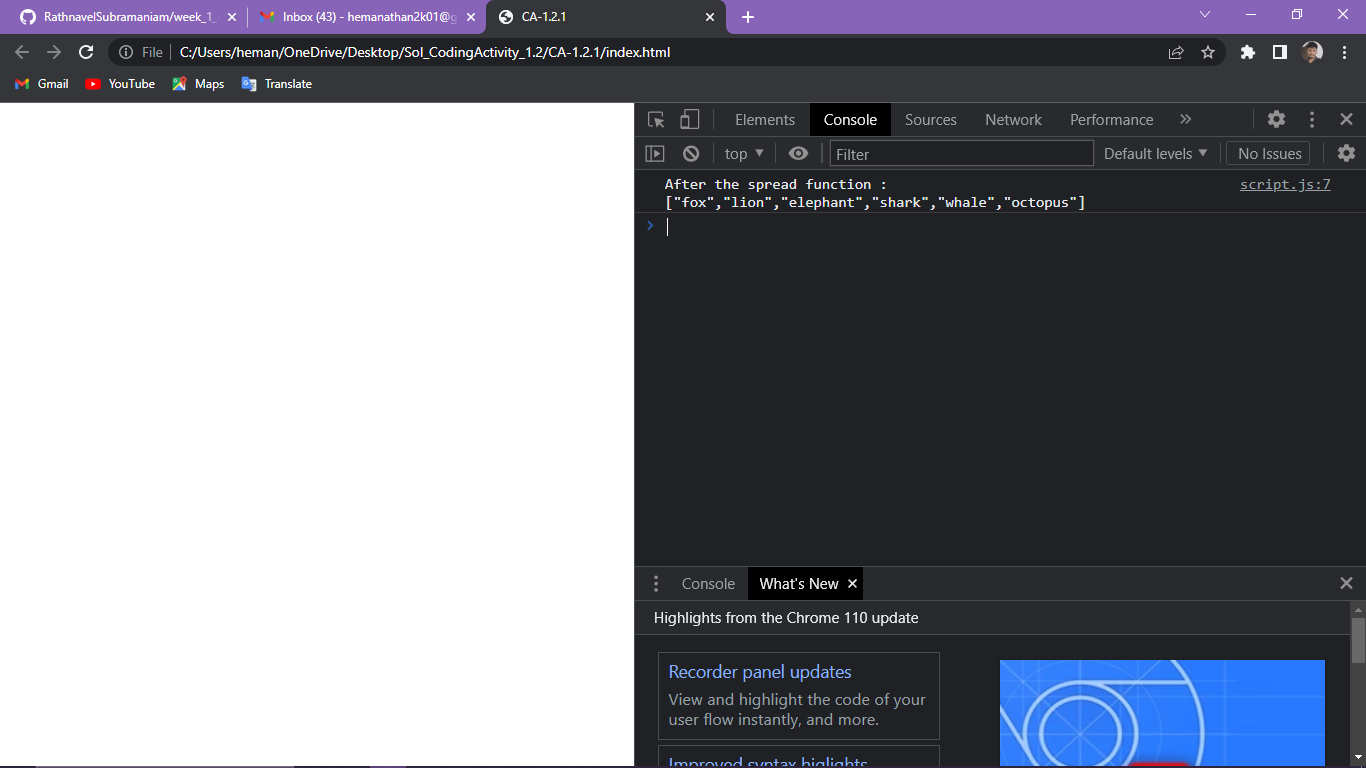 RathnavelSubramaniam/week_1_
Inbox (43) - hemanathan2k01@g
CA-1.2.1
File
C:/Users/heman/OneDrive/Desktop/Sol_CodingActivity_1.2/CA-1.2.1/index.html
Gmail
YouTube
Maps
Translate
Elements
Console
Sources
Network
Performance
top
Filter
Default levels
No Issues
After the spread function :
script.js:7
["fox","lion","elephant","shark","whale","octopus"]
Console
What's New
Highlights from the Chrome 110 update
Recorder panel updates
View and highlight the code of your
user flow instantly, and more.
Improved syntax higlights